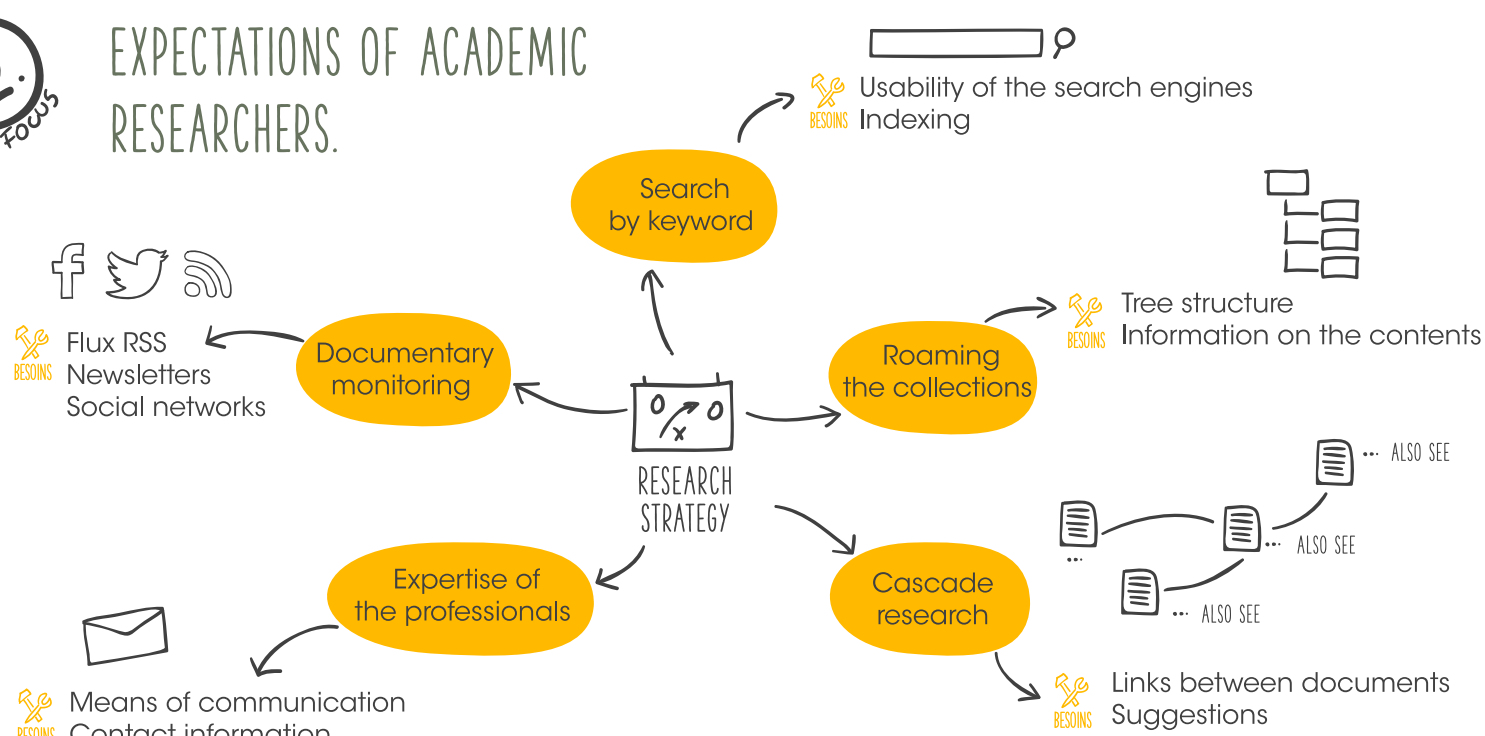 FOCUS
EXPECTATIONS OF ACADEMIC
RESEARCHERS.
BESOINS
Usability of the search engines
Indexing
Search
by keyword
BESOINS
Tree structure
Information on the contents
Roaming
the collections
BESOINS
Flux RSS
Newsletters
Social networks
Documentary
monitoring
RESEARCH
STRATEGY
ALSO SEE
ALSO SEE
ALSO SEE
Expertise of
the professionals
Cascade
research
BESOINS
Means of communication
Contact information
BESOINS
Links between documents
Suggestions